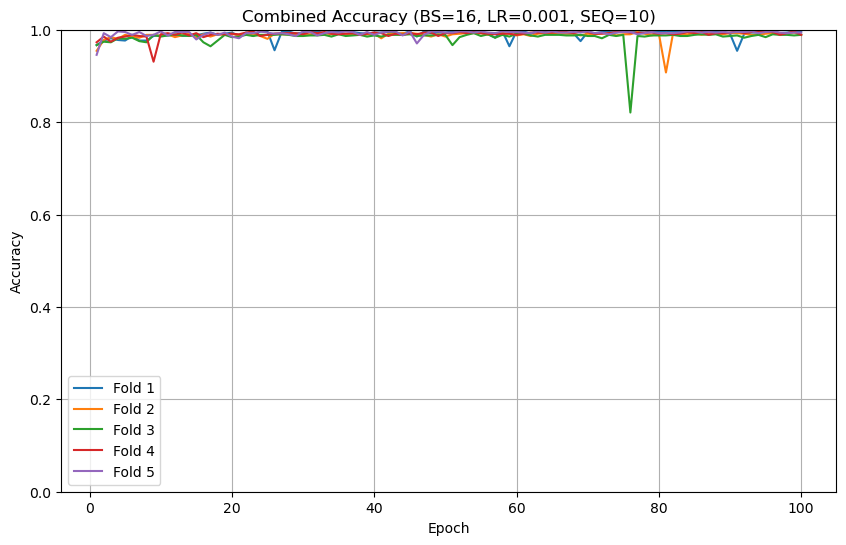 Combined Accuracy (BS=16, LR=0.001, SEQ=10)
1.0
0.8
0.6
0.4
0.2
0.0
Accuracy
Fold 1
Fold 2
Fold 3
Fold 4
Fold 5
0 20 40 60 80 100
Epoch